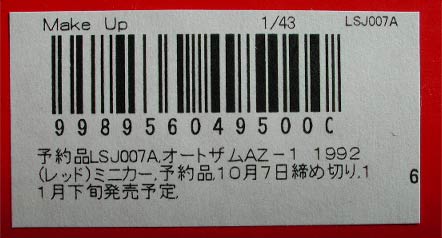 Make Up 1/43 LSJ007A
998956049500C
予約品LSJ007A,オートザムAZ-1 1992
(レッド)ミニカー,予約品,10月7日締め切り,1
1月下旬発売予定,
6